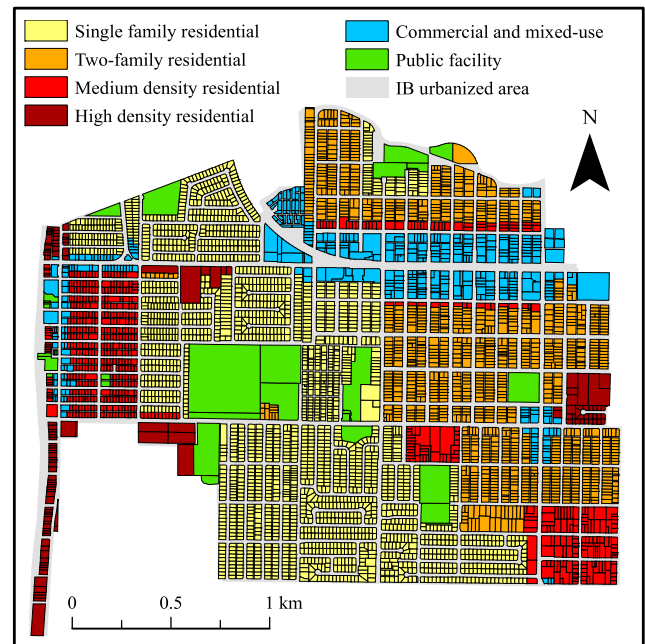 Single family residential
Two-family residential
Medium density residential
High density residential
Commercial and mixed-use
Public facility
IB urbanized area
N
0 0.5 1 km